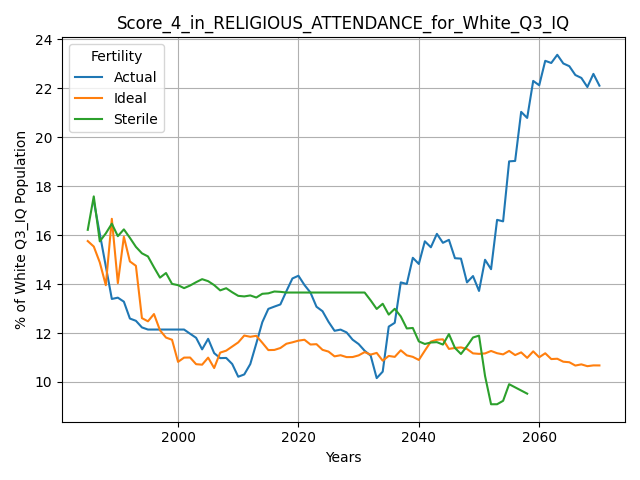 Score_4_in_RELIGIOUS_ATTENDANCE_for_White_Q3_IQ
Fertility
Actual
Ideal
Sterile
% of White Q3_IQ Population
24
22
20
18
16
14
12
10
2000 2020 2040 2060
Years